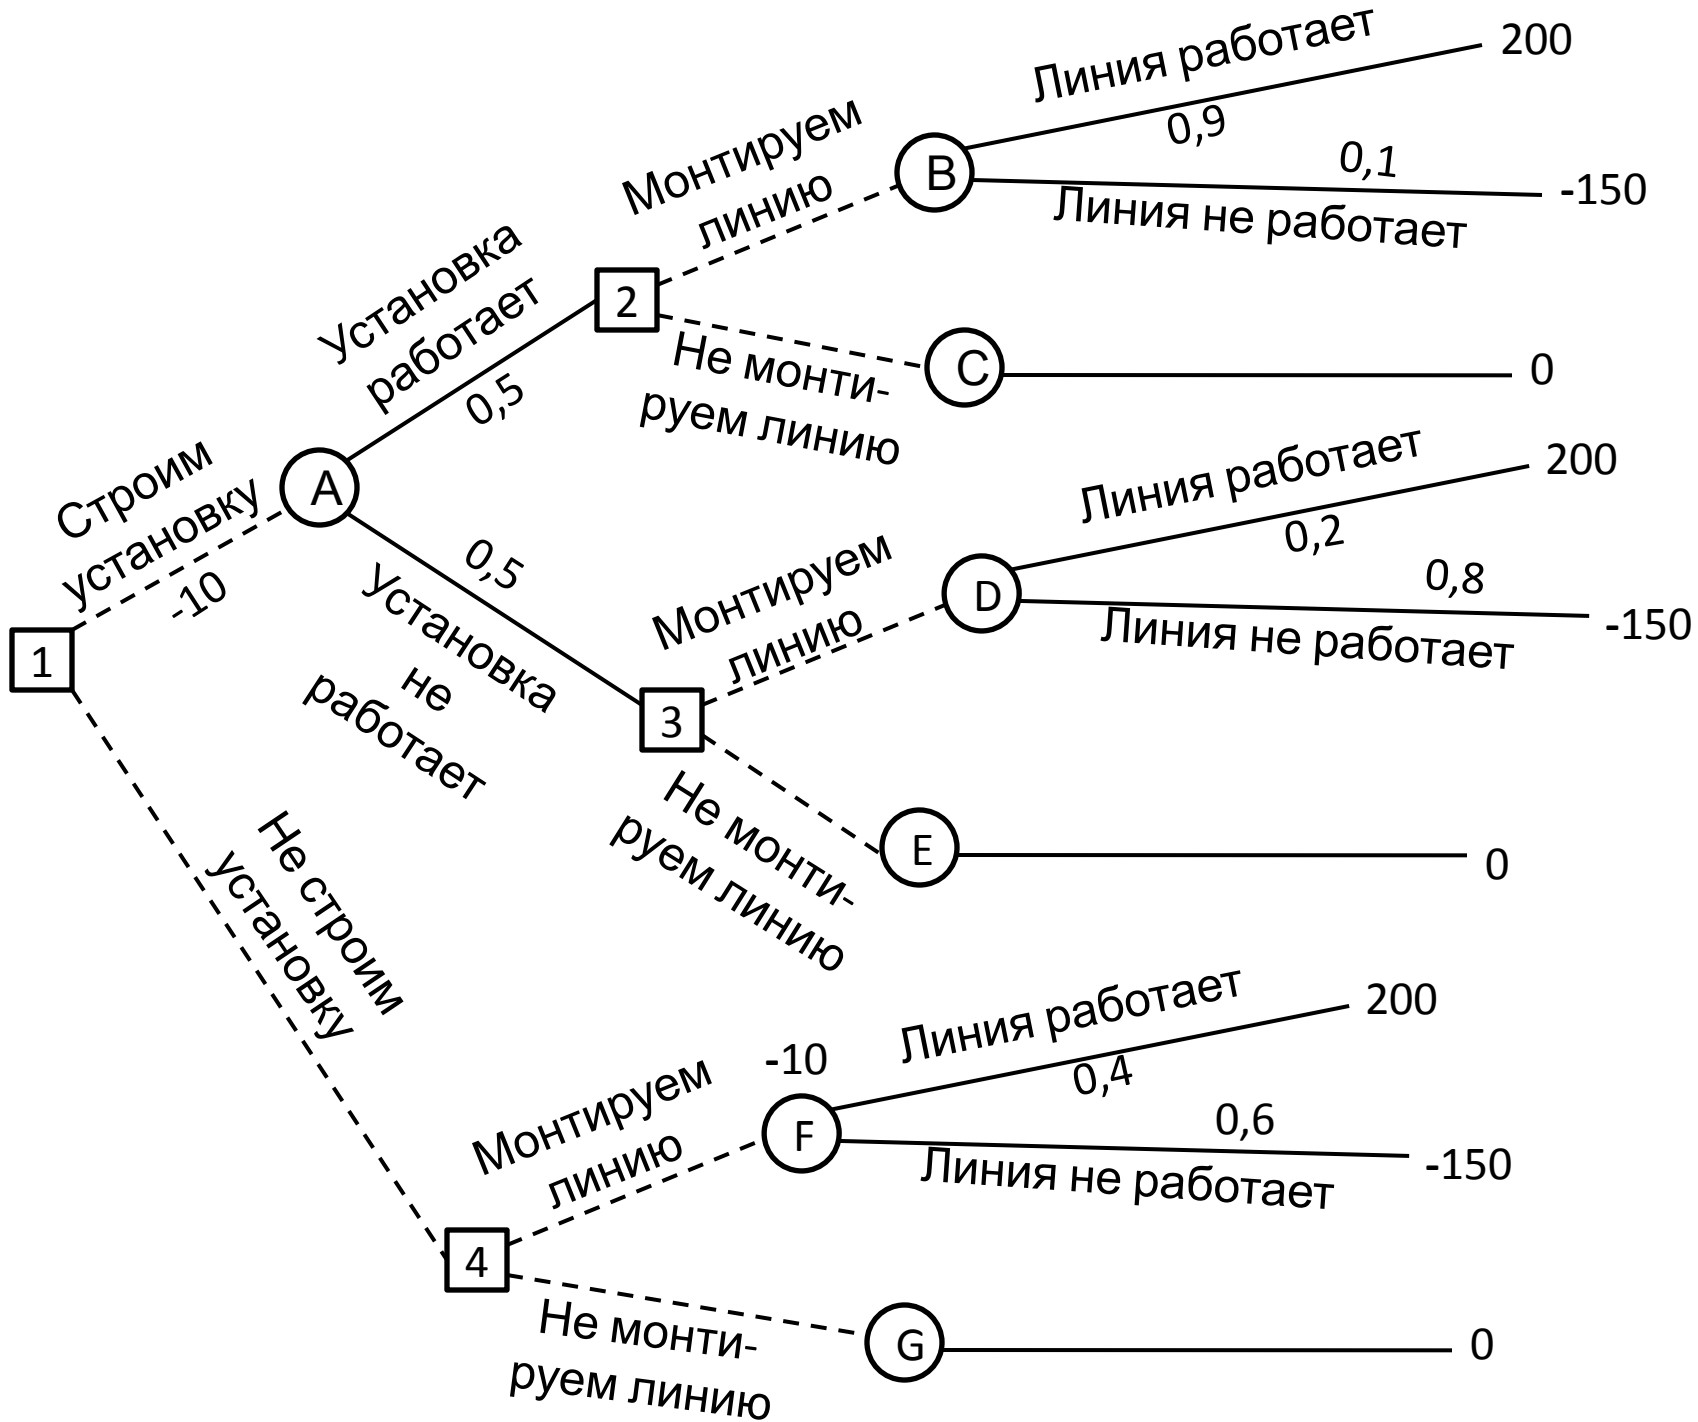 Линия работает
200
0,9
Монтируем
линию
B
0,1
-150
Линия не работает
Установка
работает
0,5
2
Не монти-
руем линию
C
0
Строим
установку
-10
A
1
0,5
Установка
не
работает
3
Монтируем
линию
D
Линия работает
200
0,2
0,8
-150
Линия не работает
Не монти-
руем линию
E
0
Не строим
установку
4
Монтируем
линию
-10
F
Линия работает
200
0,4
0,6
-150
Линия не работает
Не монти-
руем линию
G
0